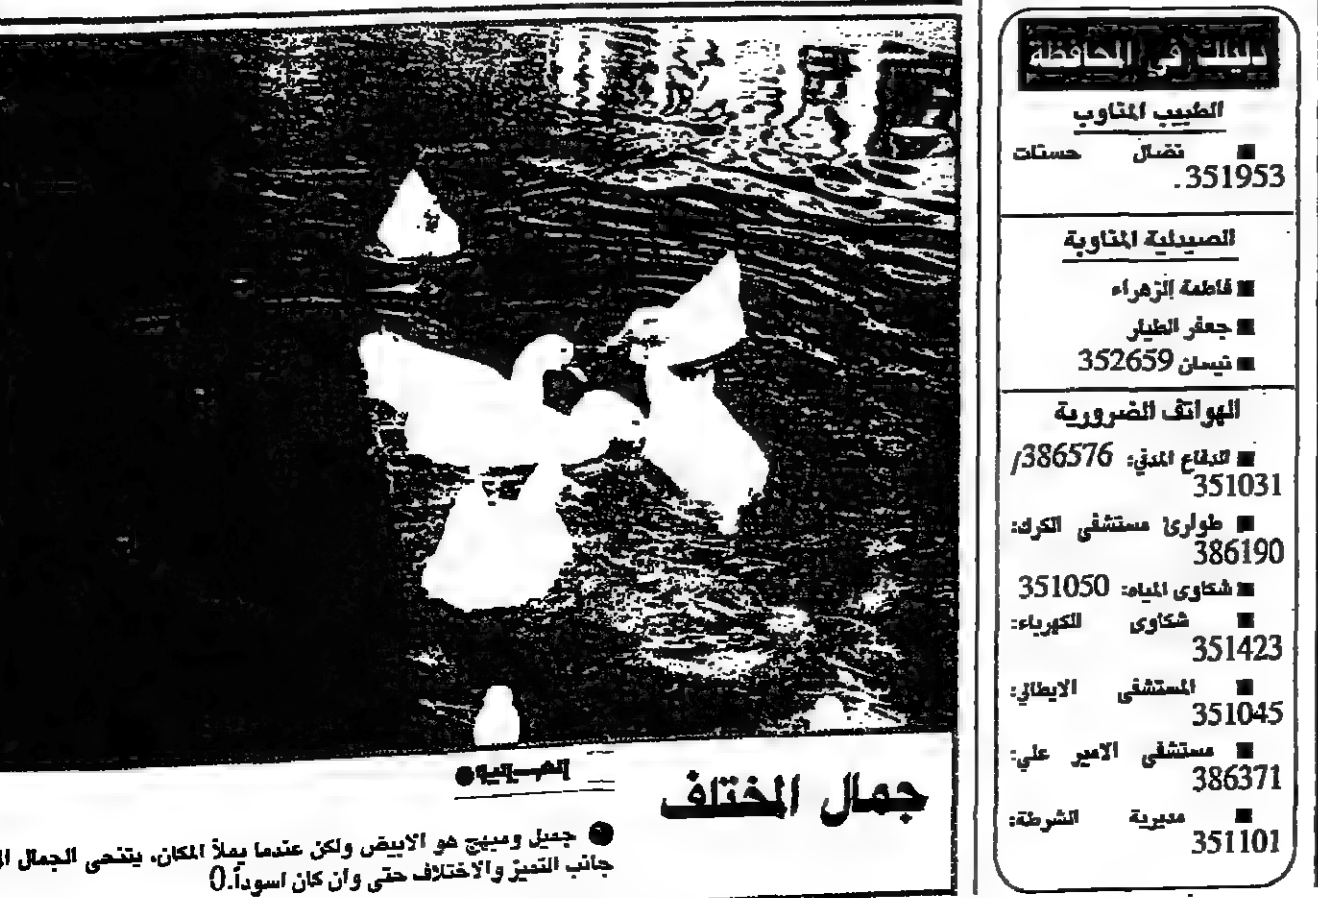 دليلك في المحافظة
الطبيب المناوب
■ نضال حسنات
351953.
الصيدلية المناوبة
■ فاطمة الزهراء
■ جعفر الطيار
■ نيسان 352659
الهواتف الضرورية
■ الدفاع المدني: 386576/
351031
■ طوارئ مستشفى الكرك:
386190
■ شكاوى المياه: 351050
■ شكاوى الكهرباء:
351423
■ المستشفى الايطالي:
351045
■ مستشفى الامير علي:
386371
■ مديرية الشرطة:
351101
جمال المختلف
● جميل ومبهج هو الابيض ولكن عندما يملأ المكان، يتنحى الجمال
جانب التميز والاختلاف حتى وان كان اسوداً.()